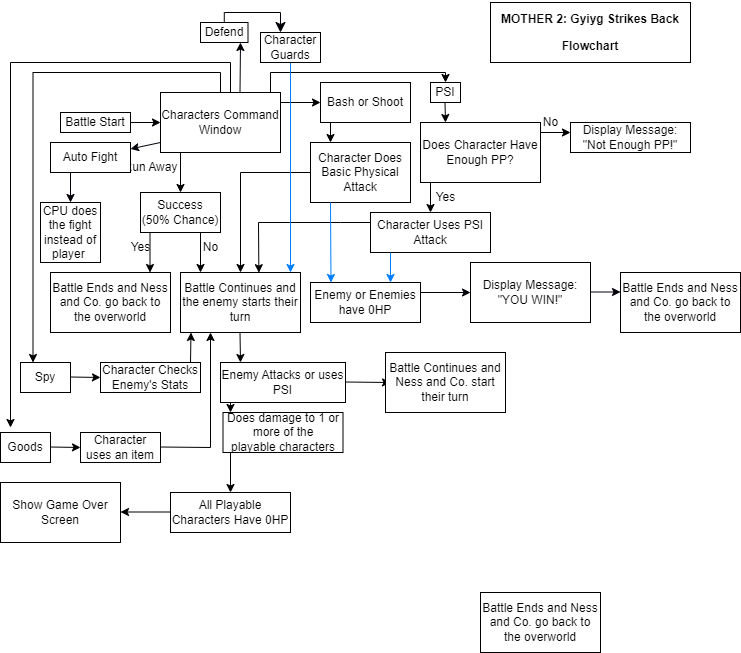 MOTHER 2: Gyiyg Strikes Back
Flowchart
Defend
Character
Guards
PSI
Bash or Shoot
Characters Command
Window
Battle Start
No
Display Message:
"Not Enough PP!"
Does Character Have
Enough PP?
Auto Fight
un Away
Character Does
Basic Physical
Attack
Yes
CPU does
the fight
instead of
player
Success
(50% Chance)
Character Uses PSI
Attack
Yes
No
Battle Ends and Ness
and Co. go back to
the overworld
Battle Continues and
the enemy starts their
turn
Enemy or Enemies
have 0HP
Display Message:
"YOU WIN!"
Battle Ends and Ness
and Co. go back to
the overworld
Spy
Character Checks
Enemy's Stats
Enemy Attacks or uses
PSI
Battle Continues and
Ness and Co. start
their turn
Does damage to 1 or
more of the
playable characters
Goods
Character
uses an item
Show Game Over
Screen
All Playable
Characters Have 0HP
Battle Ends and Ness
and Co. go back to
the overworld